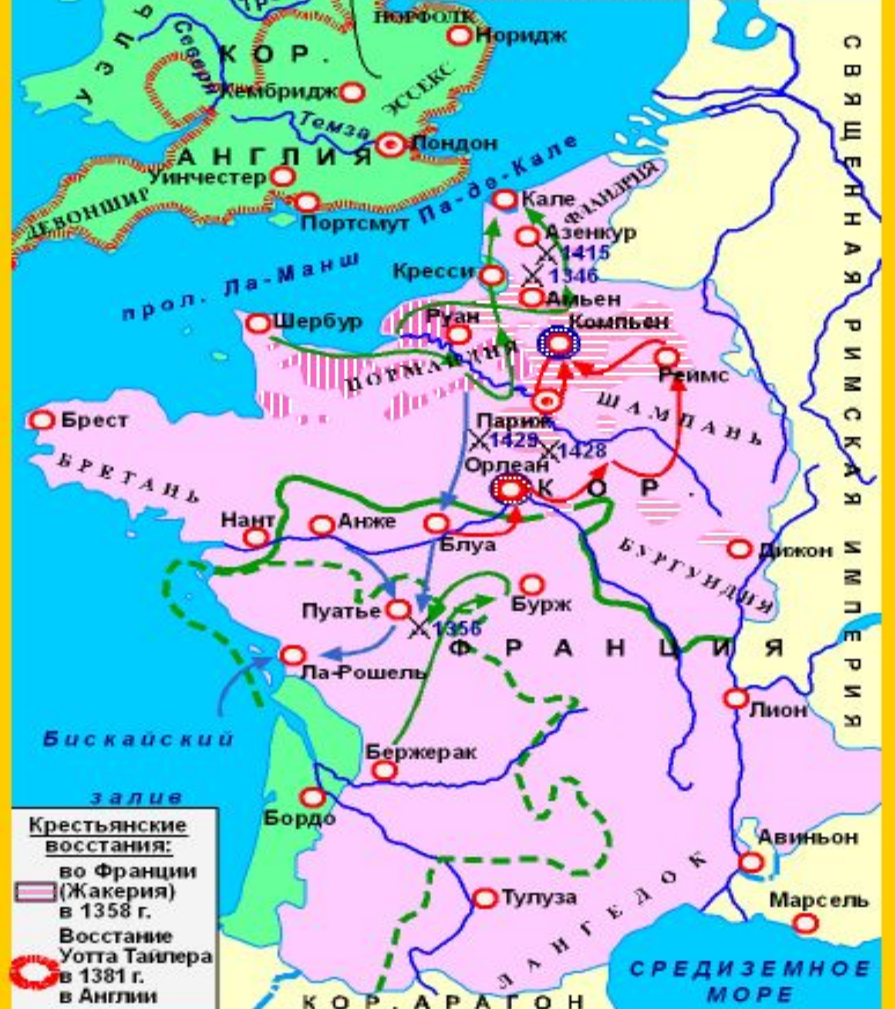 НОРФОЛК
Норидж
УЭЛЬ
Северн
КОР.
Кембридж
ЭССЕКС
Темза
Лондон
АНГЛИЯ
Уинчестер
ДЕВОНШИР
Портсмут
Па-де-Кале
прол. Ла-Манш
СВЯЩЕННАЯ РИМСКАЯ ИМПЕРИЯ
Кале
ФЛАНДРИЯ
Азенкур
1415
Кресси
1346
Амьен
Шербур
Руан
Компьен
НОРМАНДИЯ
Реймс
ШАМПАНЬ
Париж
1429
1428
Брест
БРЕТАНЬ
Орлеан
КОР.
Нант
Анже
Блуа
БУРГУНДИЯ
Дижон
Пуатье
1356
Бурж
ФРАНЦИЯ
Ла-Рошель
Лион
Бискайский
залив
Бержерак
Бордо
Авиньон
Тулуза
ЛАНГЕДОК
Марсель
СРЕДИЗЕМНОЕ
МОРЕ
КОР. АРАГОН
Крестьянские
восстания:
во Франции
(Жакерия)
в 1358 г.
Восстание
Уотта Тайлера
в 1381 г.
в Англии